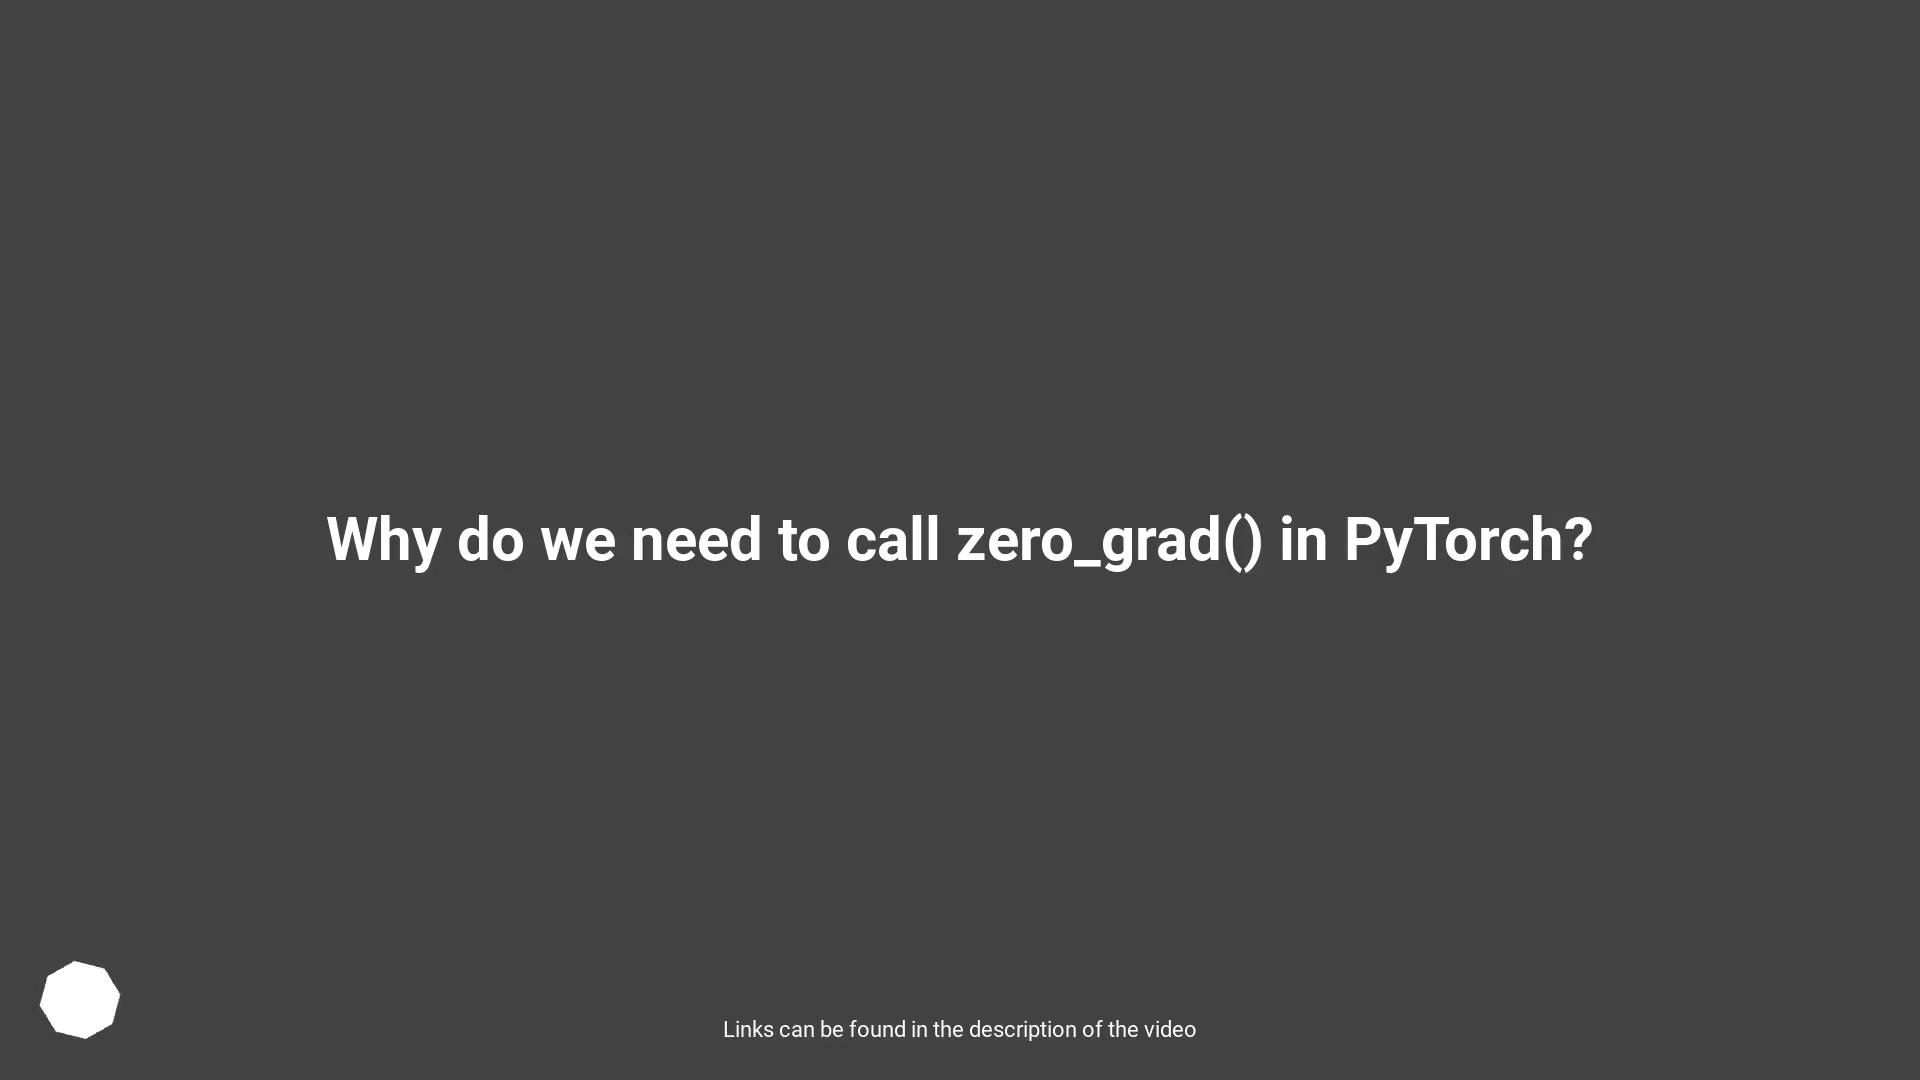 Why do we need to call zero_grad() in PyTorch?
Links can be found in the description of the video